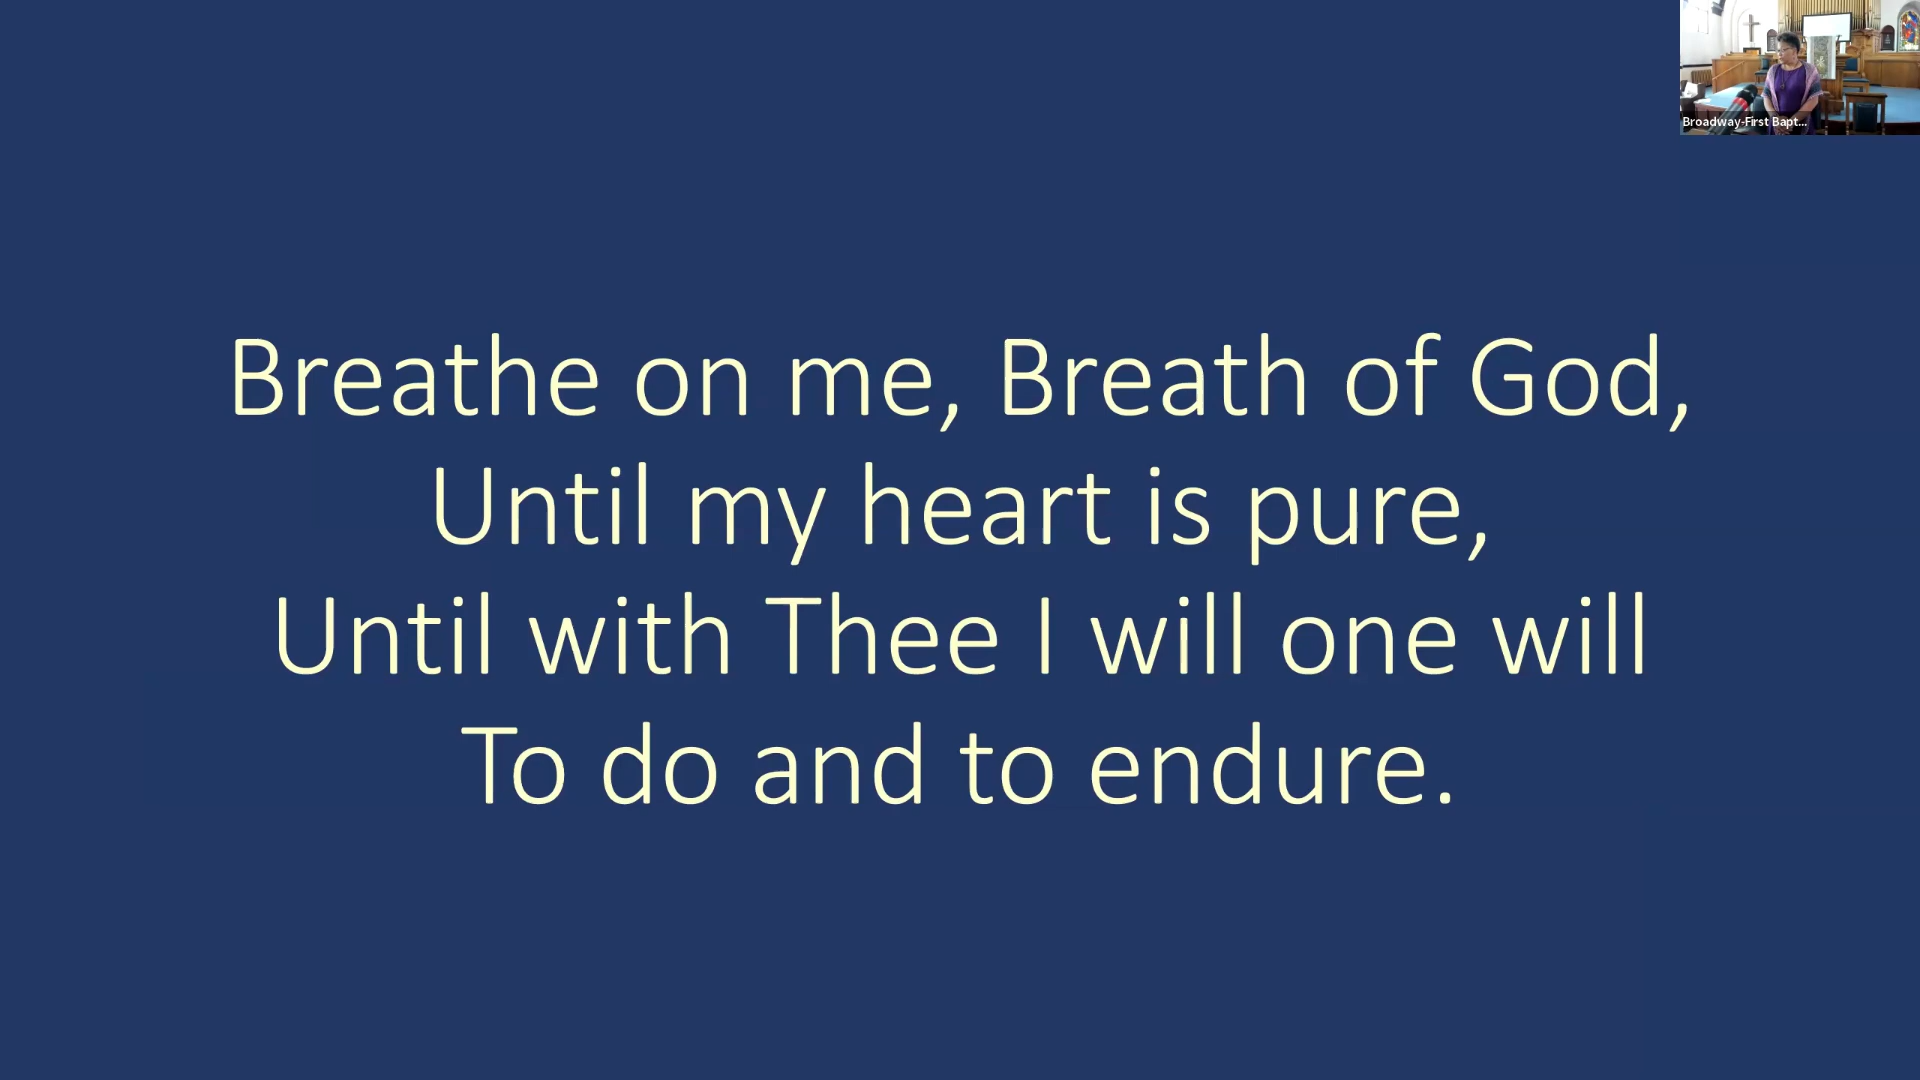 Broadway-First Bapt...
Breathe on me, Breath of God,
Until my heart is pure,
Until with Thee I will one will
To do and to endure.